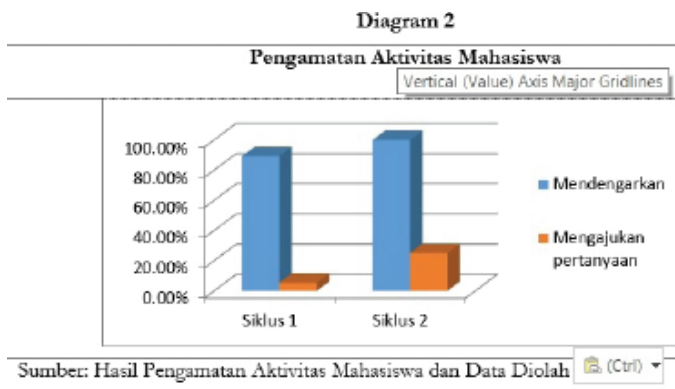 Diagram 2
Pengamatan Aktivitas Mahasiswa
Vertical (Value) Axis Major Gridlines
100.00%
80.00%
60.00%
40.00%
20.00%
0.00%
Siklus 1
Siklus 2
Mendengarkan
Mengajukan
pertanyaan
Sumber: Hasil Pengamatan Aktivitas Mahasiswa dan Data Diolah
(Ctrl)